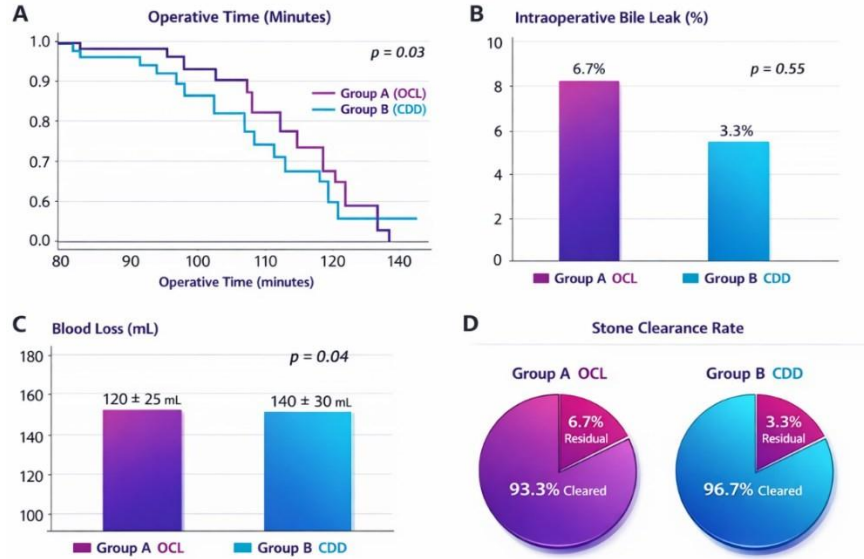 A Operative Time (Minutes)
1.0
0.9
0.8
0.7
0.6
0.0
p = 0.03
Group A (OCL)
Group B (CDD)
80 90 100 110 120 140
Operative Time (minutes)
B Intraoperative Bile Leak (%)
10
8
6
4
2
0
6.7%
p = 0.55
3.3%
Group A OCL Group B CDD
C Blood Loss (mL)
180
160
140
120
100
p = 0.04
120 ± 25 mL 140 ± 30 mL
Group A OCL Group B CDD
D Stone Clearance Rate
Group A OCL Group B CDD
6.7%
Residual
93.3% Cleared
3.3%
Residual
96.7% Cleared